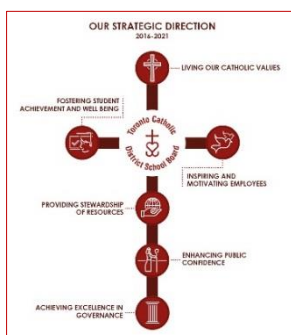 OUR STRATEGIC DIRECTION
2016-2021
LIVING OUR CATHOLIC VALUES
FOSTERING STUDENT
ACHIEVEMENT AND WELL BEING
Toronto Catholic
District School Board
INSPIRING AND
MOTIVATING EMPLOYEES
PROVIDING STEWARDSHIP
OF RESOURCES
ENHANCING PUBLIC
CONFIDENCE
ACHIEVING EXCELLENCE IN
GOVERNANCE